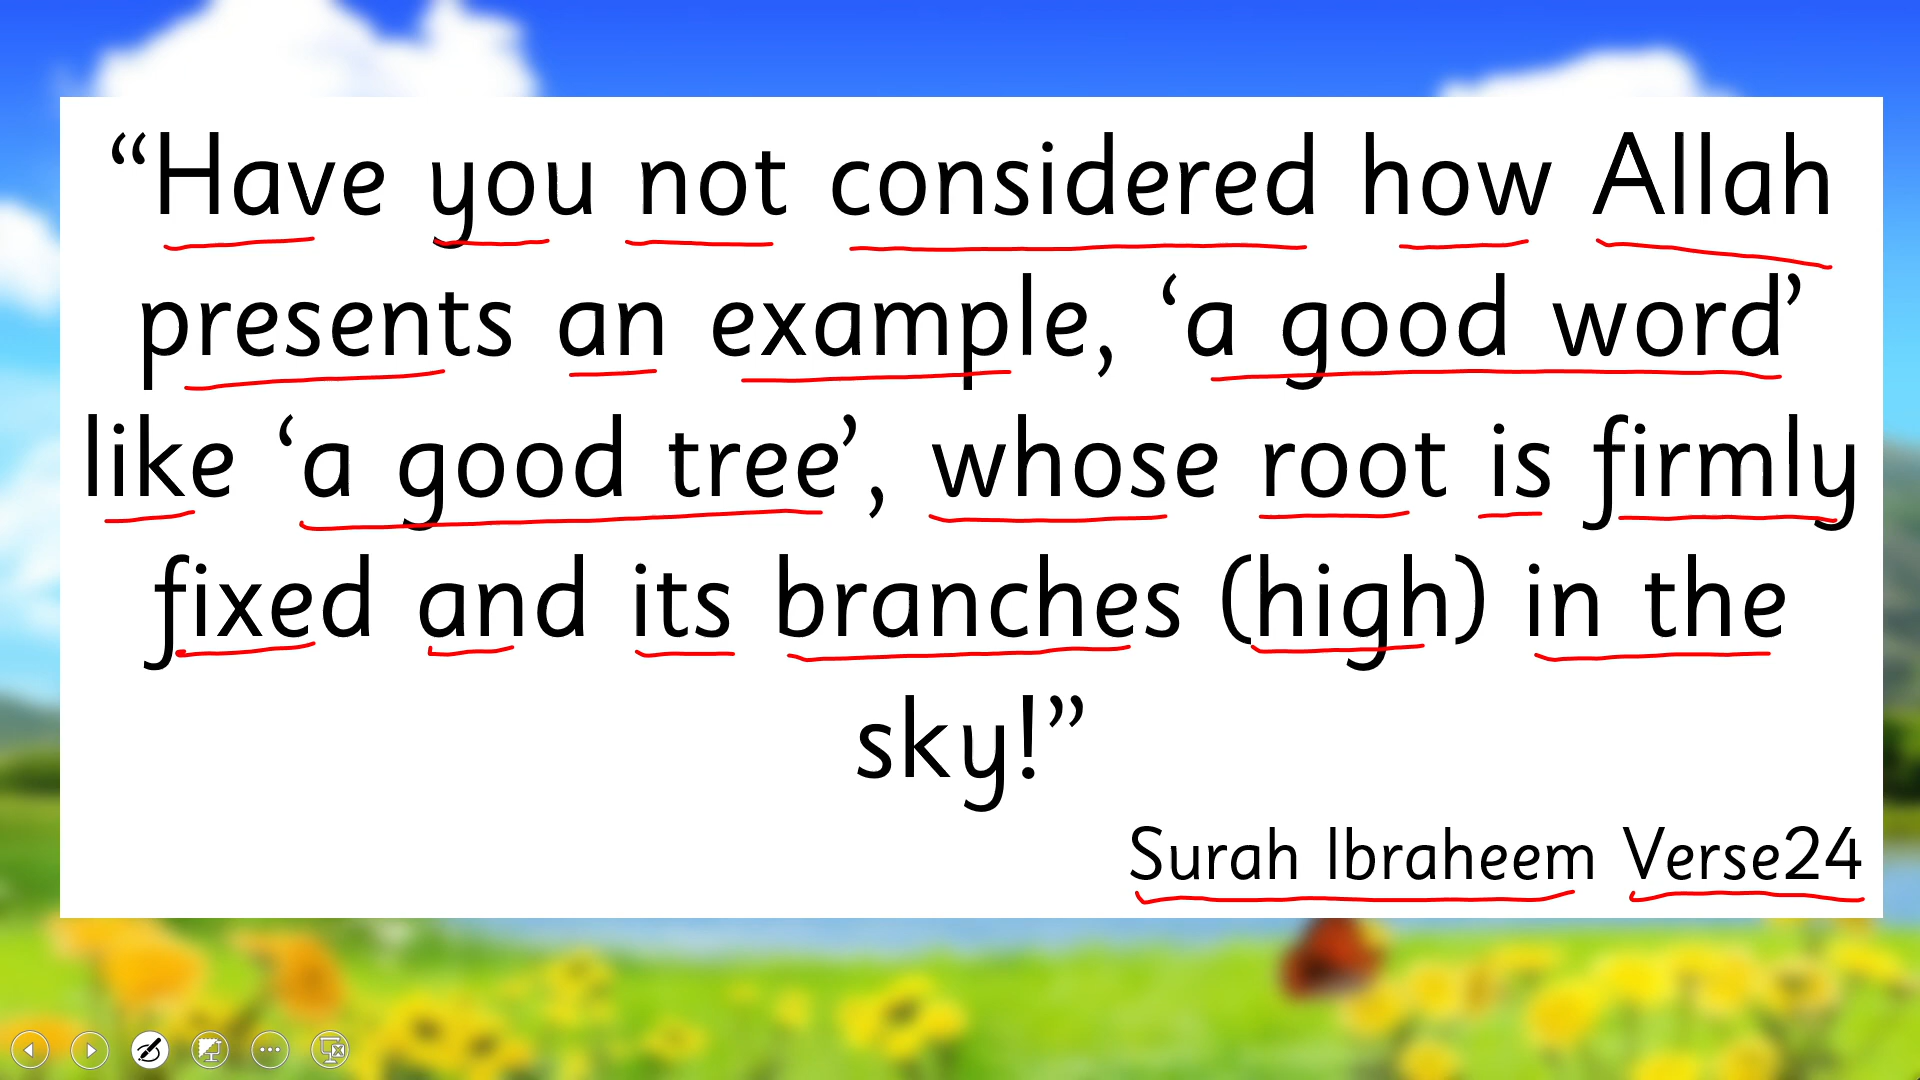 “Have you not considered how Allah
presents an example, ‘a good word’
like ‘a good tree’, whose root is firmly
fixed and its branches (high) in the
sky!”
Surah Ibraheem Verse24